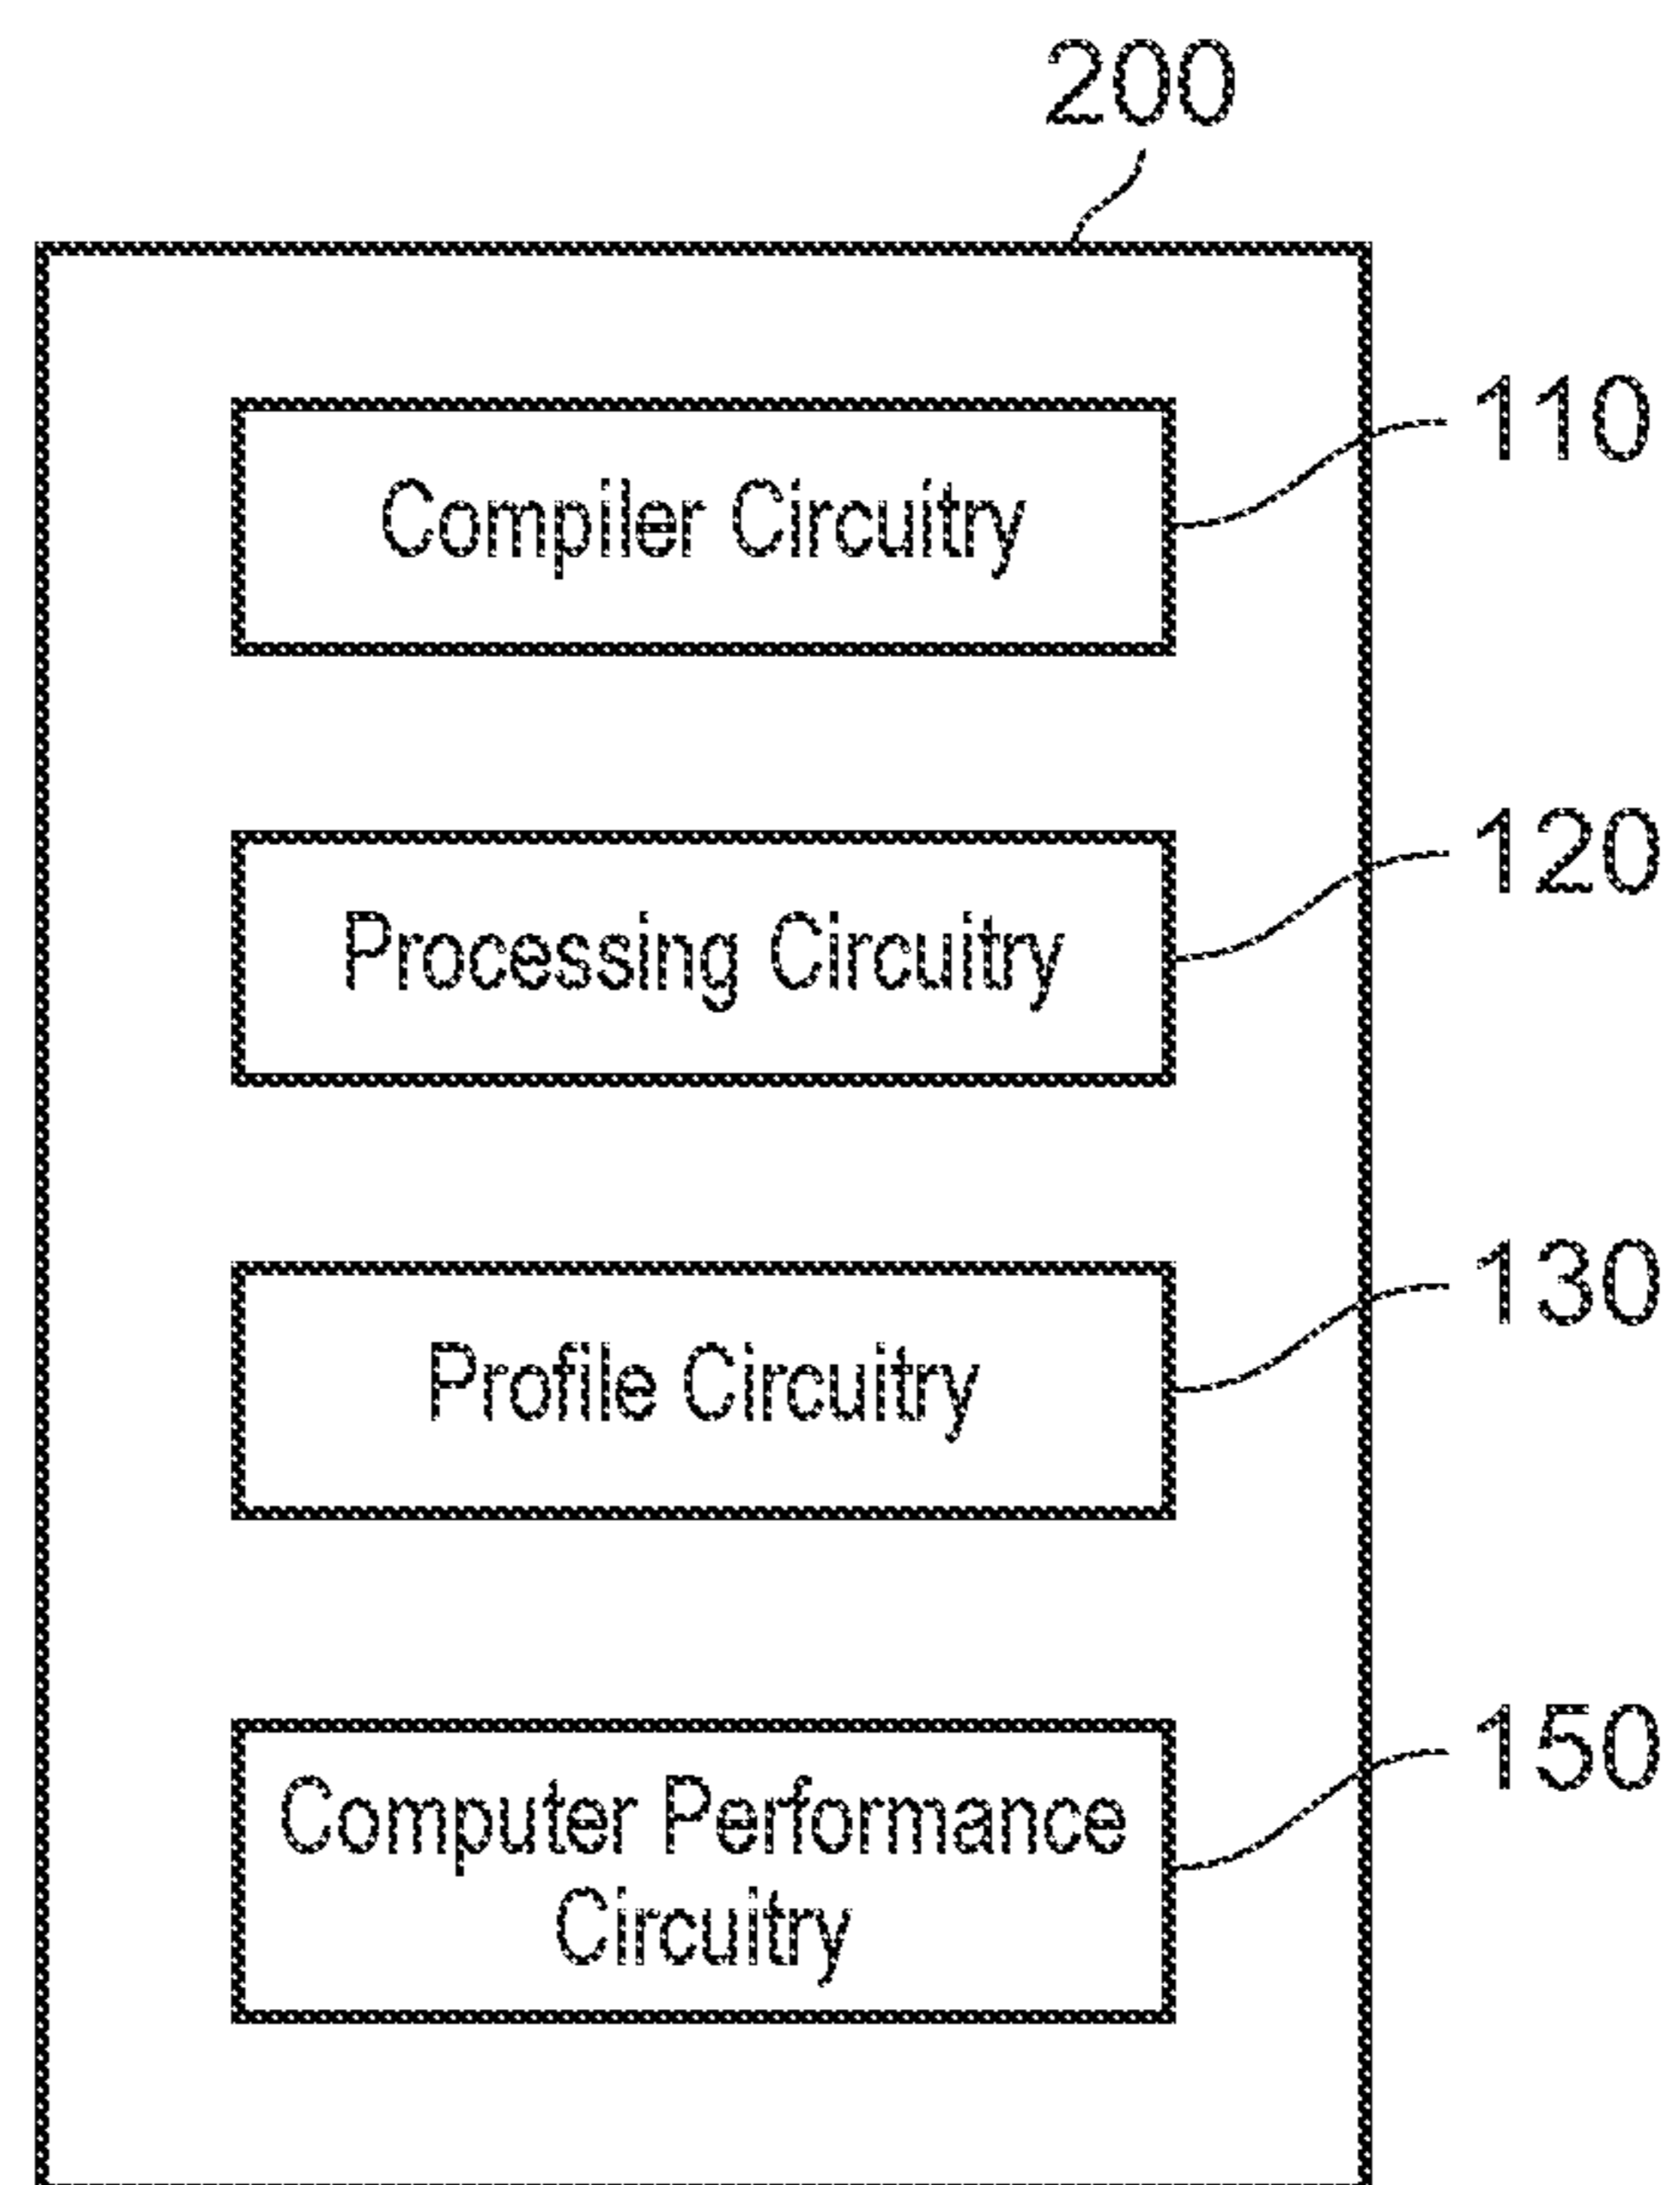 200
Compiler Circuitry
110
Processing Circuitry
120
Profile Circuitry
130
Computer Performance
Circuitry
150